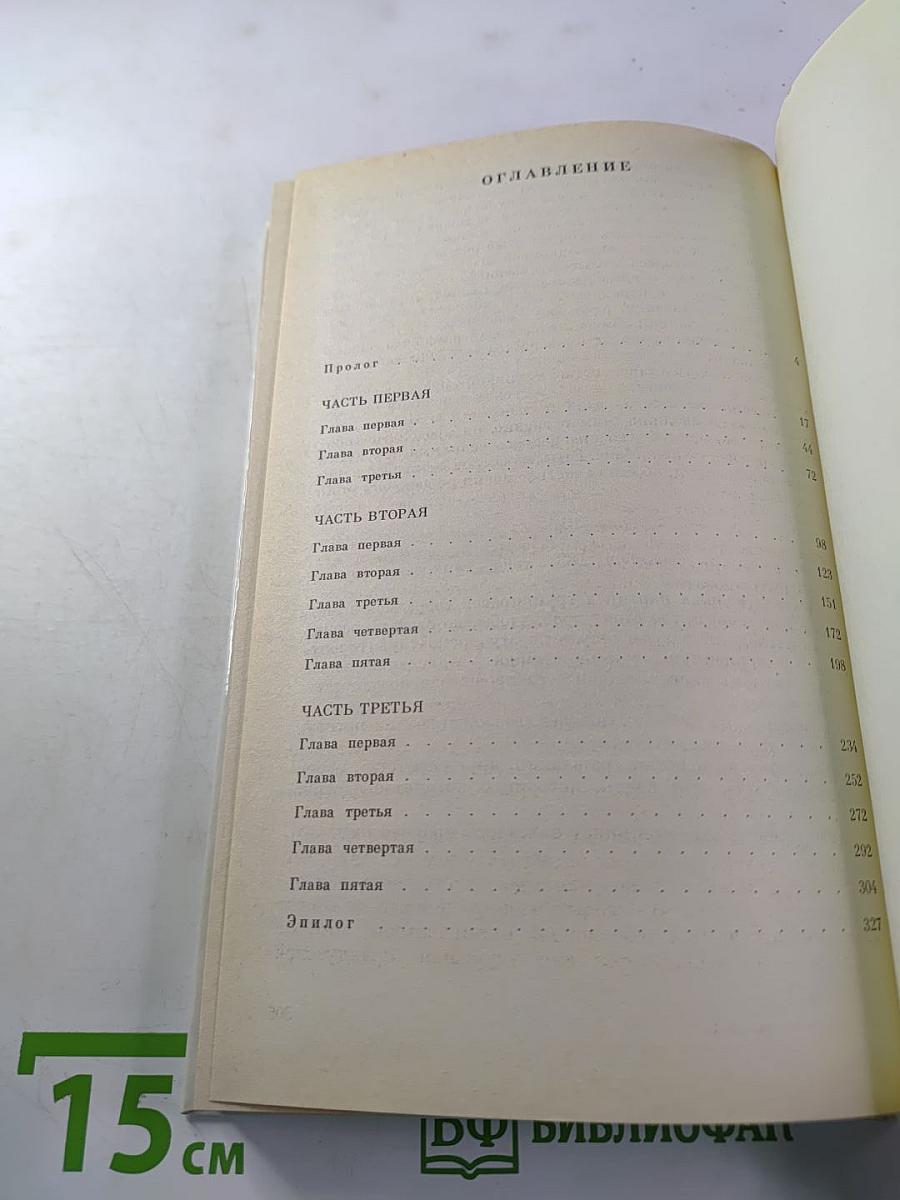 ОГЛАВЛЕНИЕ
Пролог . . . . . . . . . . . . . . . . . . . 4
ЧАСТЬ ПЕРВАЯ
Глава первая . . . . . . . . . . . . . . . . . . 17
Глава вторая . . . . . . . . . . . . . . . . . . 44
Глава третья . . . . . . . . . . . . . . . . . . 72
ЧАСТЬ ВТОРАЯ
Глава первая . . . . . . . . . . . . . . . . . . 98
Глава вторая . . . . . . . . . . . . . . . . . . 123
Глава третья . . . . . . . . . . . . . . . . . . 151
Глава четвертая . . . . . . . . . . . . . . . . . 172
Глава пятая . . . . . . . . . . . . . . . . . . 198
ЧАСТЬ ТРЕТЬЯ
Глава первая . . . . . . . . . . . . . . . . . . 234
Глава вторая . . . . . . . . . . . . . . . . . . 252
Глава третья . . . . . . . . . . . . . . . . . . 272
Глава четвертая . . . . . . . . . . . . . . . . . 292
Глава пятая . . . . . . . . . . . . . . . . . . 304
Эпилог . . . . . . . . . . . . . . . . . . . 327
15 см
БФ БИБЛИОФАН